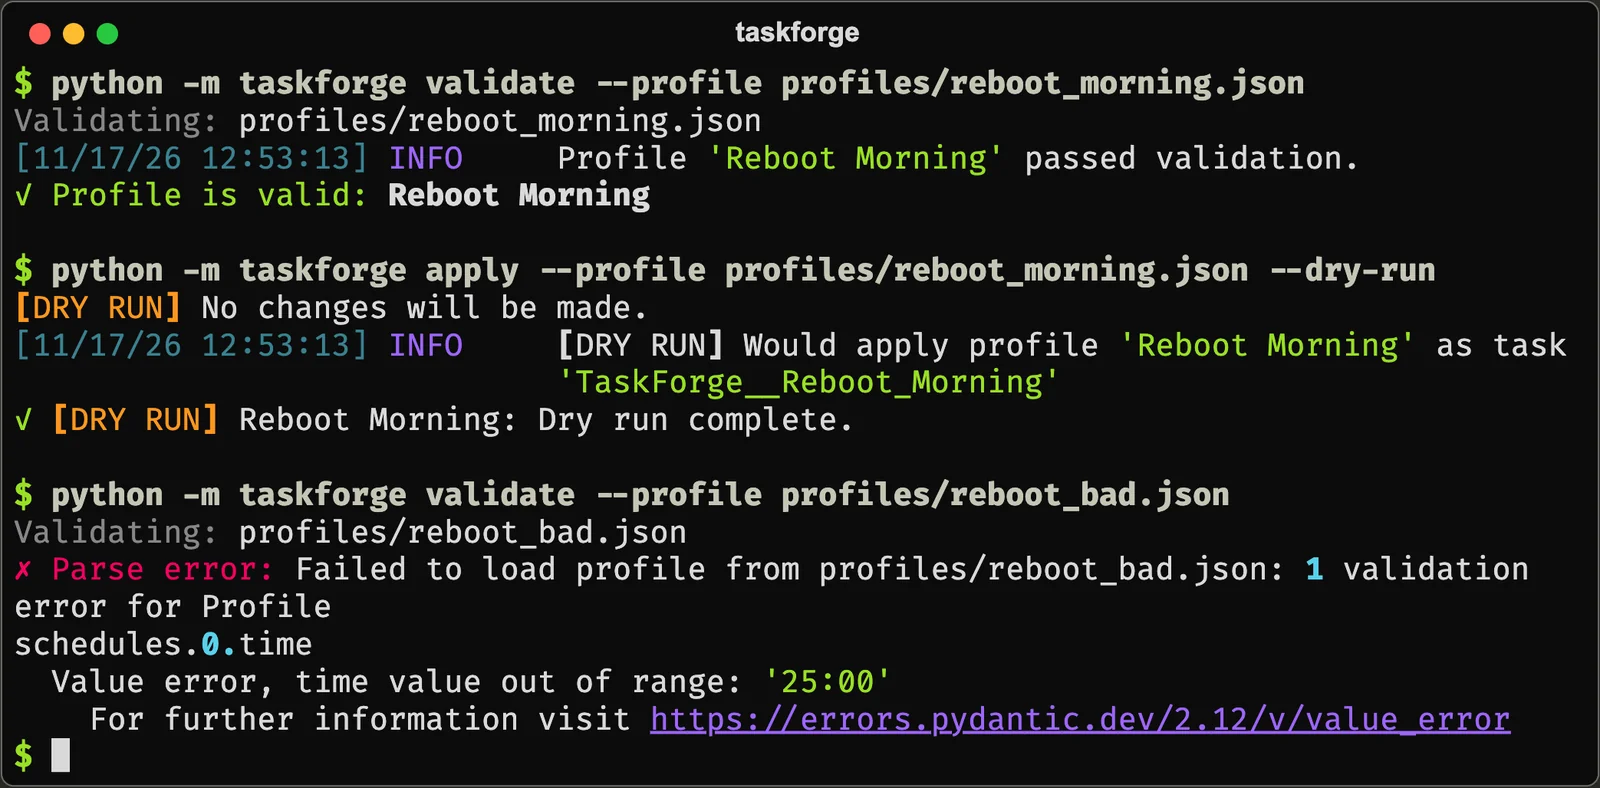 taskforge
$ python -m taskforge validate --profile profiles/reboot_morning.json
Validating: profiles/reboot_morning.json
[11/17/26 12:53:13] INFO     Profile 'Reboot Morning' passed validation.
✓ Profile is valid: Reboot Morning
$ python -m taskforge apply --profile profiles/reboot_morning.json --dry-run
[DRY RUN] No changes will be made.
[11/17/26 12:53:13] INFO     [DRY RUN] Would apply profile 'Reboot Morning' as task
'TaskForge__Reboot_Morning'
✓ [DRY RUN] Reboot Morning: Dry run complete.
$ python -m taskforge validate --profile profiles/reboot_bad.json
Validating: profiles/reboot_bad.json
✗ Parse error: Failed to load profile from profiles/reboot_bad.json: 1 validation
error for Profile
schedules.0.time
  Value error, time value out of range: '25:00'
    For further information visit https://errors.pydantic.dev/2.12/v/value_error
$